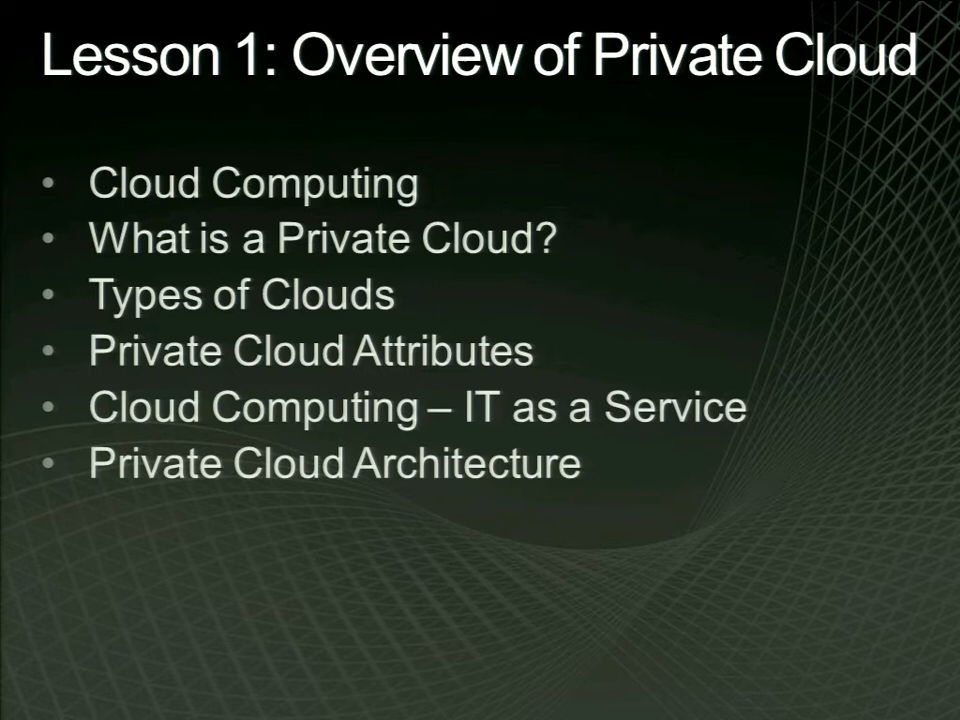 Lesson 1: Overview of Private Cloud
• Cloud Computing
• What is a Private Cloud?
• Types of Clouds
• Private Cloud Attributes
• Cloud Computing – IT as a Service
• Private Cloud Architecture